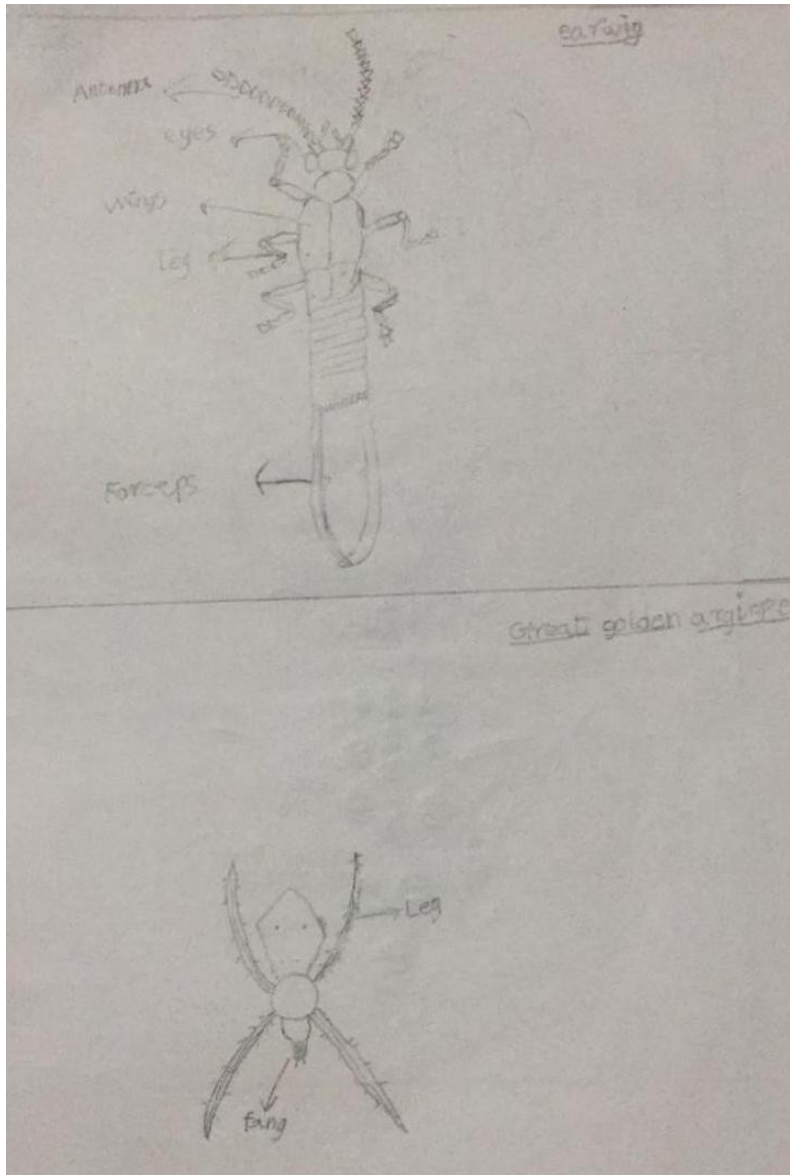 earwig
Antenna
eyes
Wings
Leg
Forceps
Great golden argiope
Leg
fang